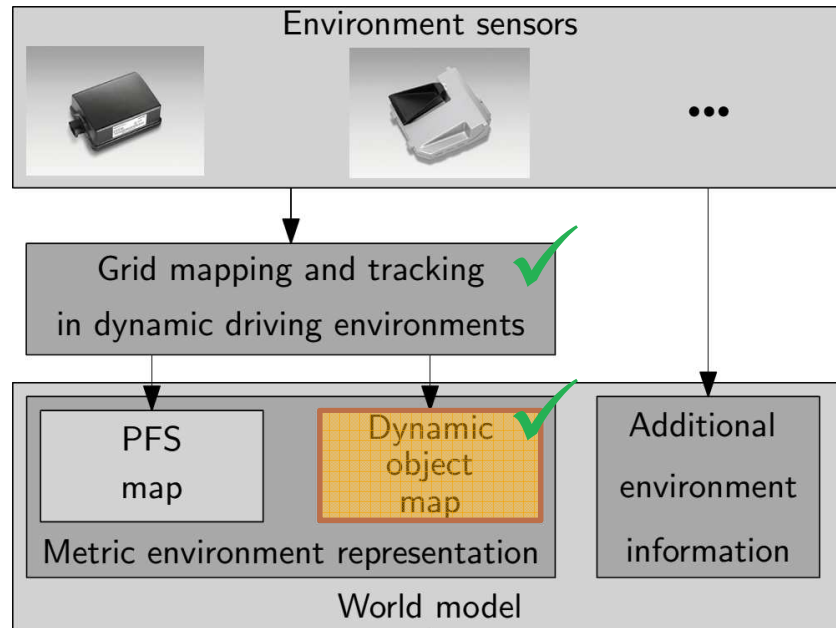 Environment sensors
•••
Grid mapping and tracking
in dynamic driving environments
PFS
map
Dynamic
object
map
Additional
environment
information
Metric environment representation
World model